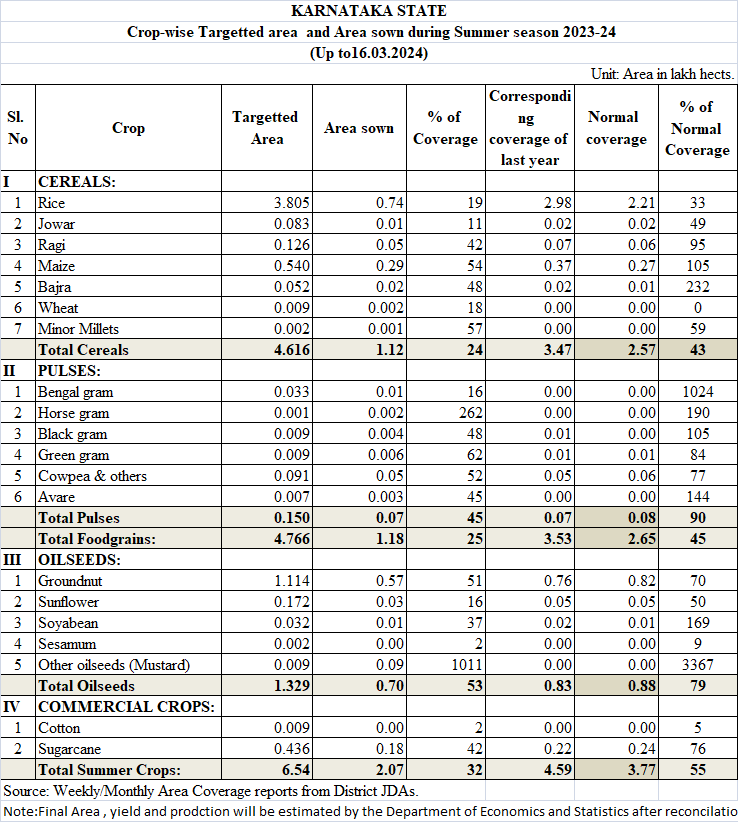 KARNATAKA STATE
Crop-wise Targetted area and Area sown during Summer season 2023-24
(Up to16.03.2024)
Unit: Area in lakh hects.
Sl. No Crop Targetted Area Area sown % of Coverage Correspondi ng coverage of last year Normal coverage % of Normal Coverage
I CEREALS:
1 Rice 3.805 0.74 19 2.98 2.21 33
2 Jowar 0.083 0.01 11 0.02 0.02 49
3 Ragi 0.126 0.05 42 0.07 0.06 95
4 Maize 0.540 0.29 54 0.37 0.27 105
5 Bajra 0.052 0.02 48 0.02 0.01 232
6 Wheat 0.009 0.002 18 0.00 0.00 0
7 Minor Millets 0.002 0.001 57 0.00 0.00 59
Total Cereals 4.616 1.12 24 3.47 2.57 43
II PULSES:
1 Bengal gram 0.033 0.01 16 0.00 0.00 1024
2 Horse gram 0.001 0.002 262 0.00 0.00 190
3 Black gram 0.009 0.004 48 0.01 0.00 105
4 Green gram 0.009 0.006 62 0.01 0.01 84
5 Cowpea & others 0.091 0.05 52 0.05 0.06 77
6 Avare 0.007 0.003 45 0.00 0.00 144
Total Pulses 0.150 0.07 45 0.07 0.08 90
Total Foodgrains: 4.766 1.18 25 3.53 2.65 45
III OILSEEDS:
1 Groundnut 1.114 0.57 51 0.76 0.82 70
2 Sunflower 0.172 0.03 16 0.05 0.05 50
3 Soyabean 0.032 0.01 37 0.02 0.01 169
4 Sesamum 0.002 0.00 2 0.00 0.00 9
5 Other oilseeds (Mustard) 0.009 0.09 1011 0.00 0.00 3367
Total Oilseeds 1.329 0.70 53 0.83 0.88 79
IV COMMERCIAL CROPS:
1 Cotton 0.009 0.00 2 0.00 0.00 5
2 Sugarcane 0.436 0.18 42 0.22 0.24 76
Total Summer Crops: 6.54 2.07 32 4.59 3.77 55
Source: Weekly/Monthly Area Coverage reports from District JDAs.
Note:Final Area , yield and prodction will be estimated by the Department of Economics and Statistics after reconcilatio